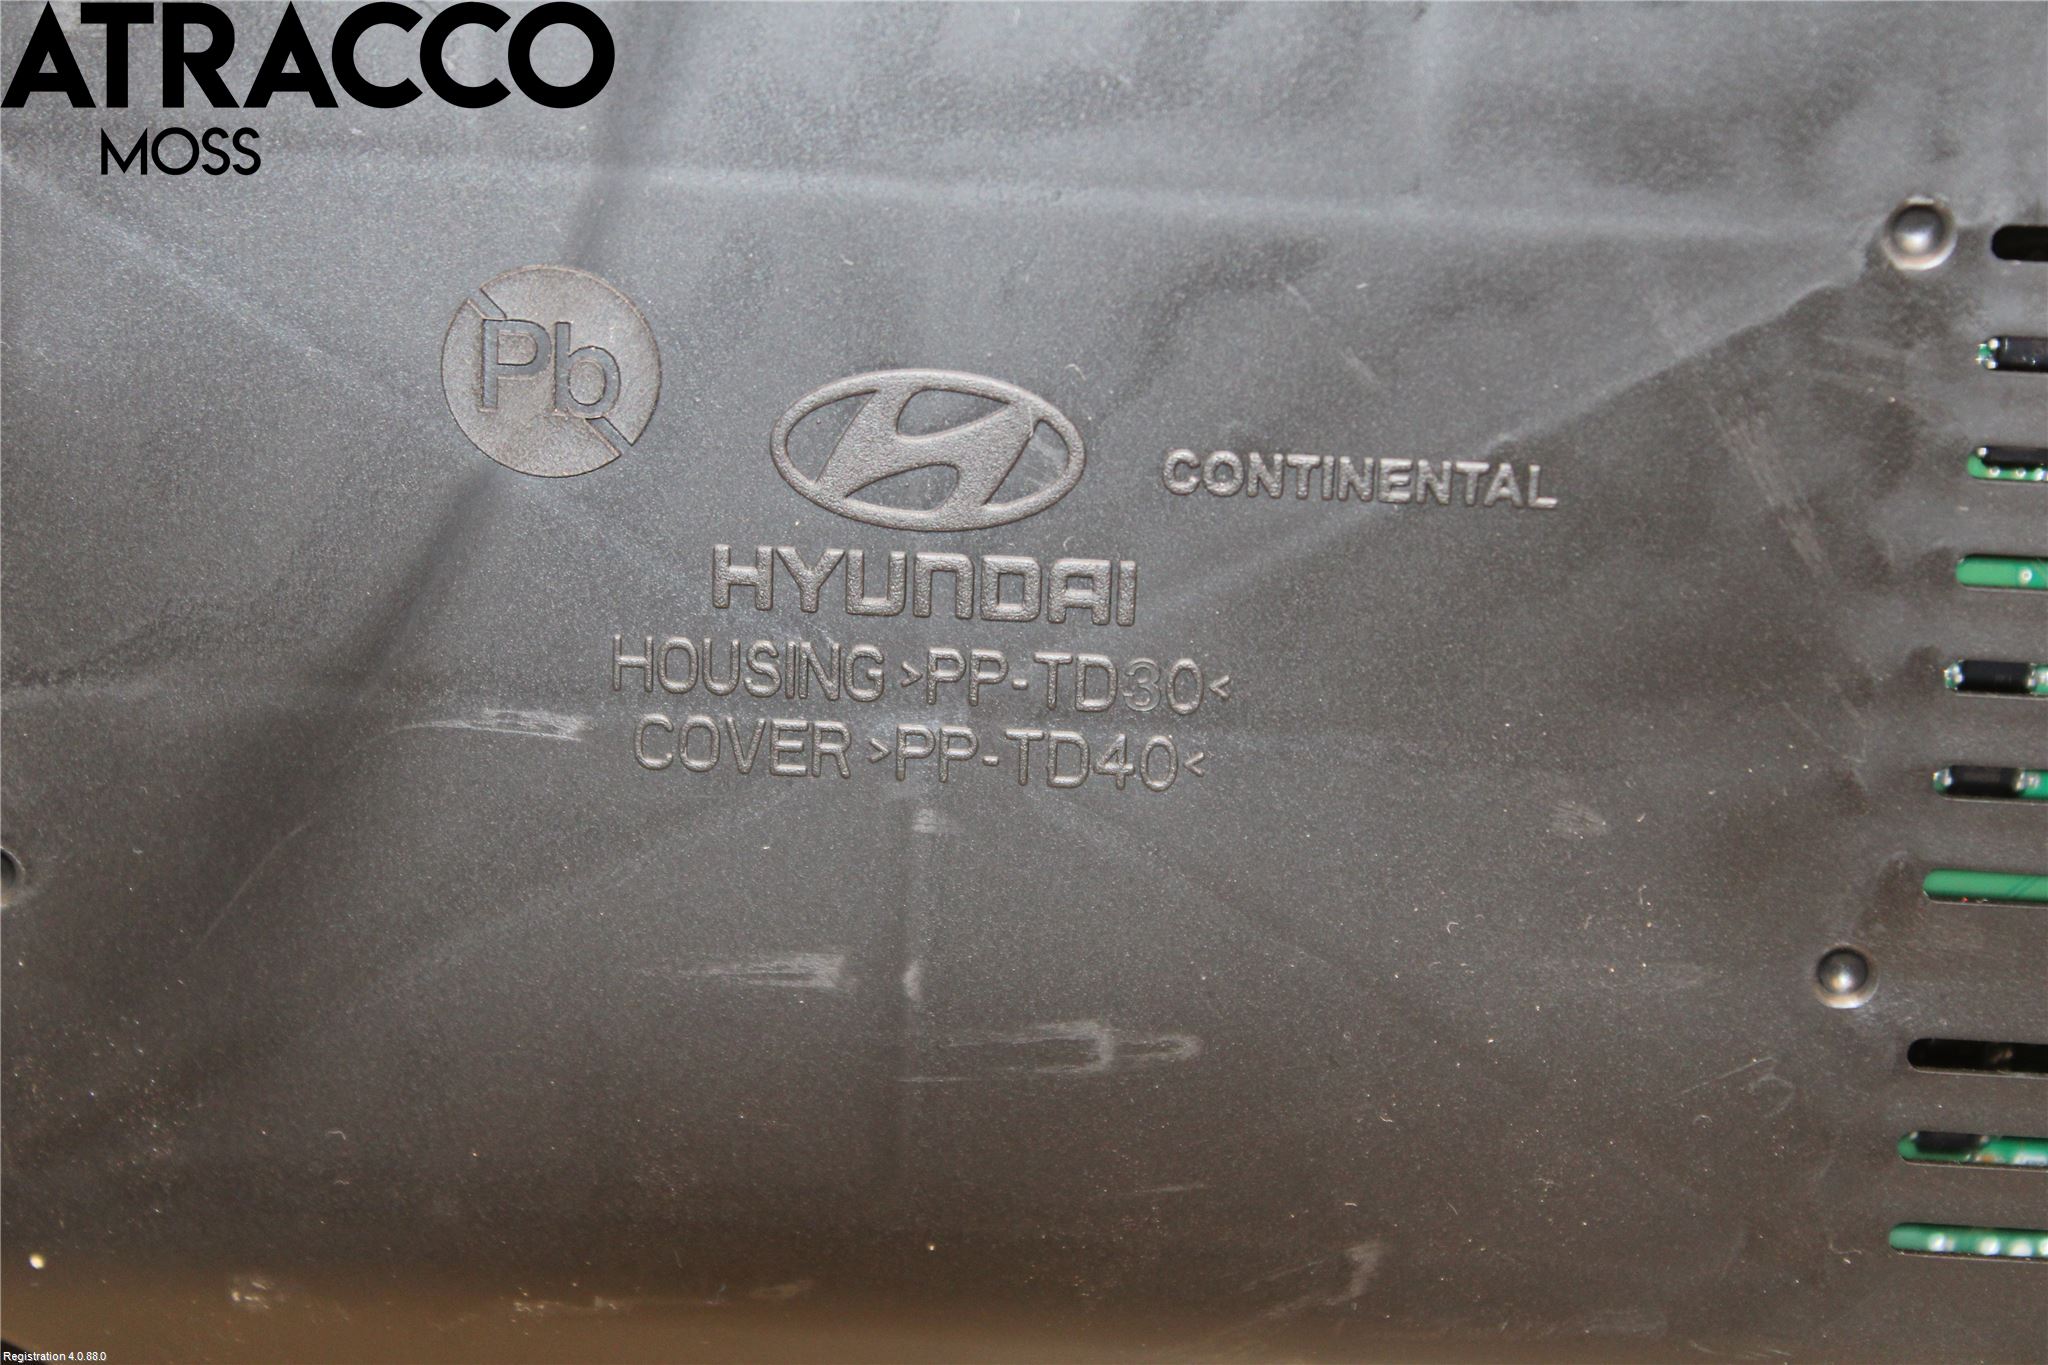 ATRACCO
MOSS
Pb
CONTINENTAL
HYUNDAI
HOUSING >PP-TD30<
COVER >PP-TD40<
Registration 4.0.88.0